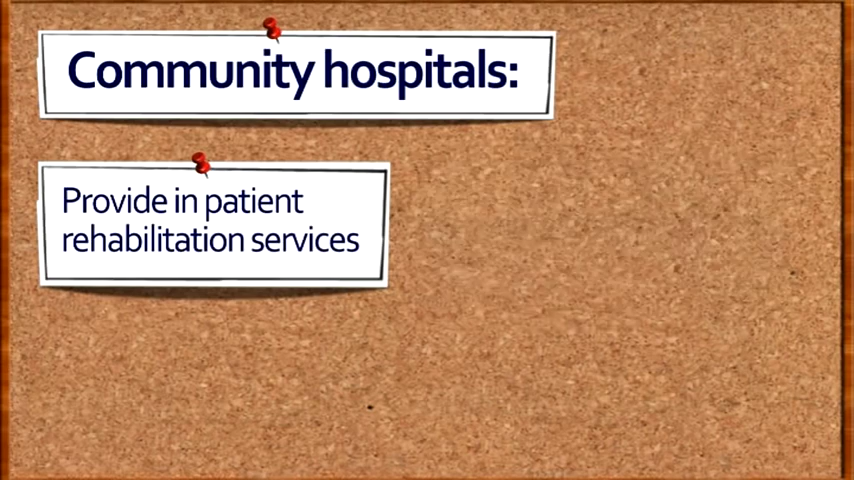 Community hospitals:
Provide in patient
rehabilitation services